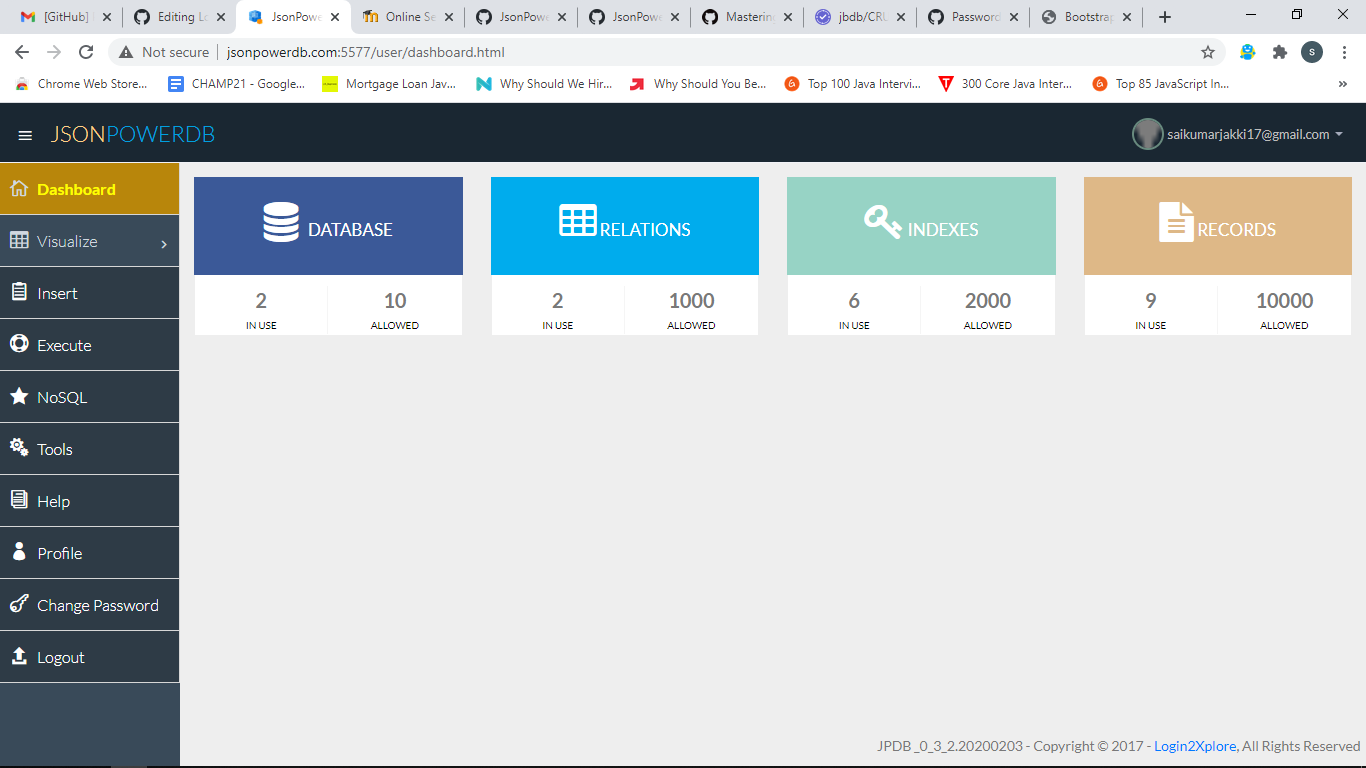 [GitHub] Editing Lo JsonPowe Online Se JsonPowe JsonPow Mastering jbdb/CRU Password Bootstrap
Not secure jsonpowerdb.com:5577/user/dashboard.html S
Chrome Web Store... CHAMP21 - Google... Mortgage Loan Jav... Why Should We Hir... Why Should You Be... Top 100 Java Intervi... 300 Core Java Inter... Top 85 JavaScript In... »
JSONPOWERDB saikumarjakki17@gmail.com
Dashboard
Visualize
Insert
Execute
NoSQL
Tools
Help
Profile
Change Password
Logout
DATABASE
2 10
IN USE ALLOWED
RELATIONS
2 1000
IN USE ALLOWED
INDEXES
6 2000
IN USE ALLOWED
RECORDS
9 10000
IN USE ALLOWED
JPDB _0_3_2.20200203 - Copyright © 2017 - Login2Xplore, All Rights Reserved